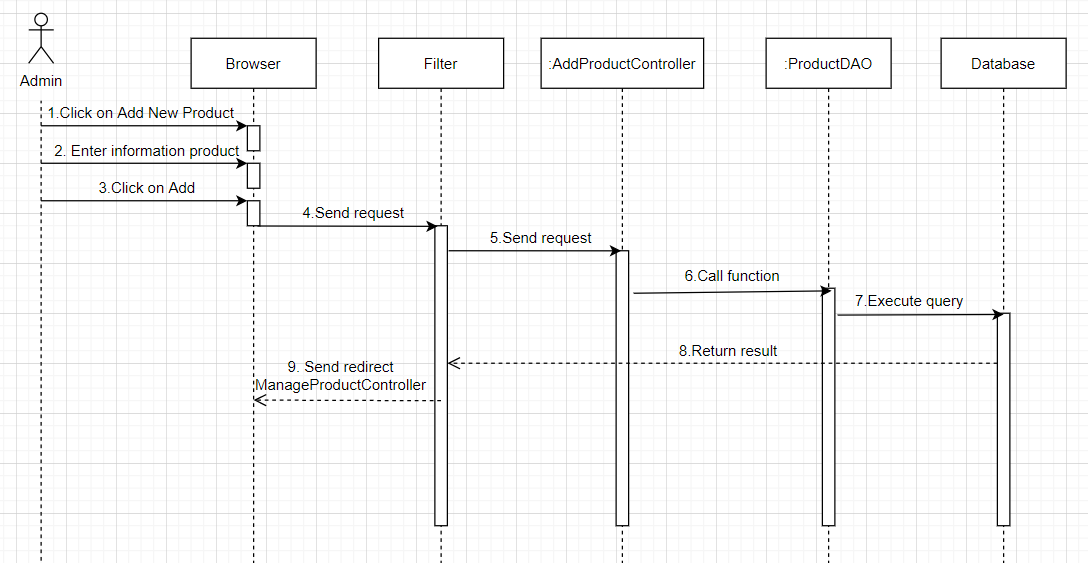 Admin
Browser
Filter
:AddProductController
:ProductDAO
Database
1.Click on Add New Product
2. Enter information product
3.Click on Add
4.Send request
5.Send request
6.Call function
7.Execute query
8.Return result
9. Send redirect
ManageProductController